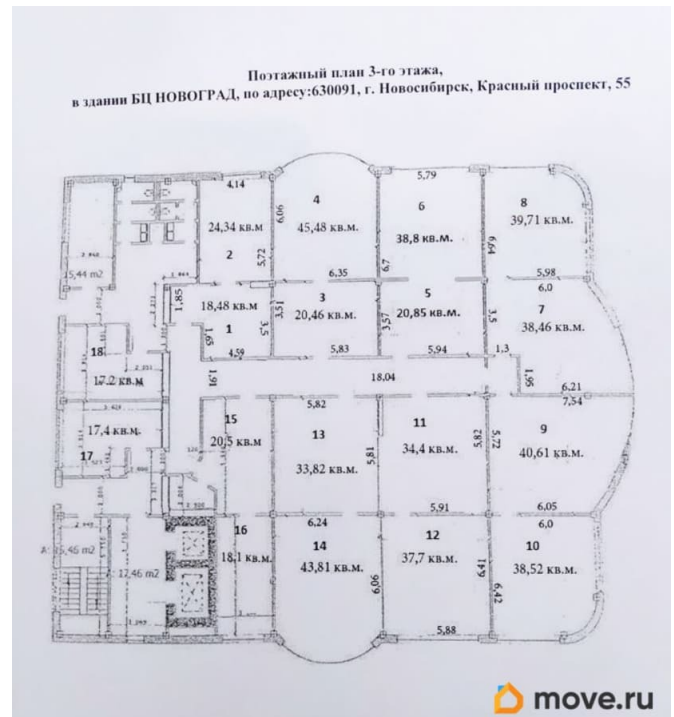 Поэтажный план 3-го этажа,
в здании БЦ НОВОГРАД, по адресу:630091, г. Новосибирск, Красный проспект, 55
4,14
4
5,79
6
8
24,34 кв.м
6,06
45,48 кв.м.
38,8 кв.м.
39,71 кв.м.
2
5,72
6,7
6,64
6,35
5,98
1,85
18,48 кв.м
3
5
6,0
7
3,51
20,46 кв.м.
3,57
20,85 кв.м.
3,5
38,46 кв.м.
1
1,65
3,5
4,59
5,83
5,94
1,3
18
17,2 кв.м
1,91
18,04
1,95
6,21
7,54
17,4 кв.м.
15
5,82
11
9
20,5 кв.м
13
5,81
34,4 кв.м.
5,82
5,72
40,61 кв.м.
17
33,82 кв.м.
5,91
6,05
16
6,24
12
6,0
18,1 кв.м
14
37,7 кв.м.
10
43,81 кв.м.
6,06
6,42
38,52 кв.м.
17,46 m2
5,88
move.ru